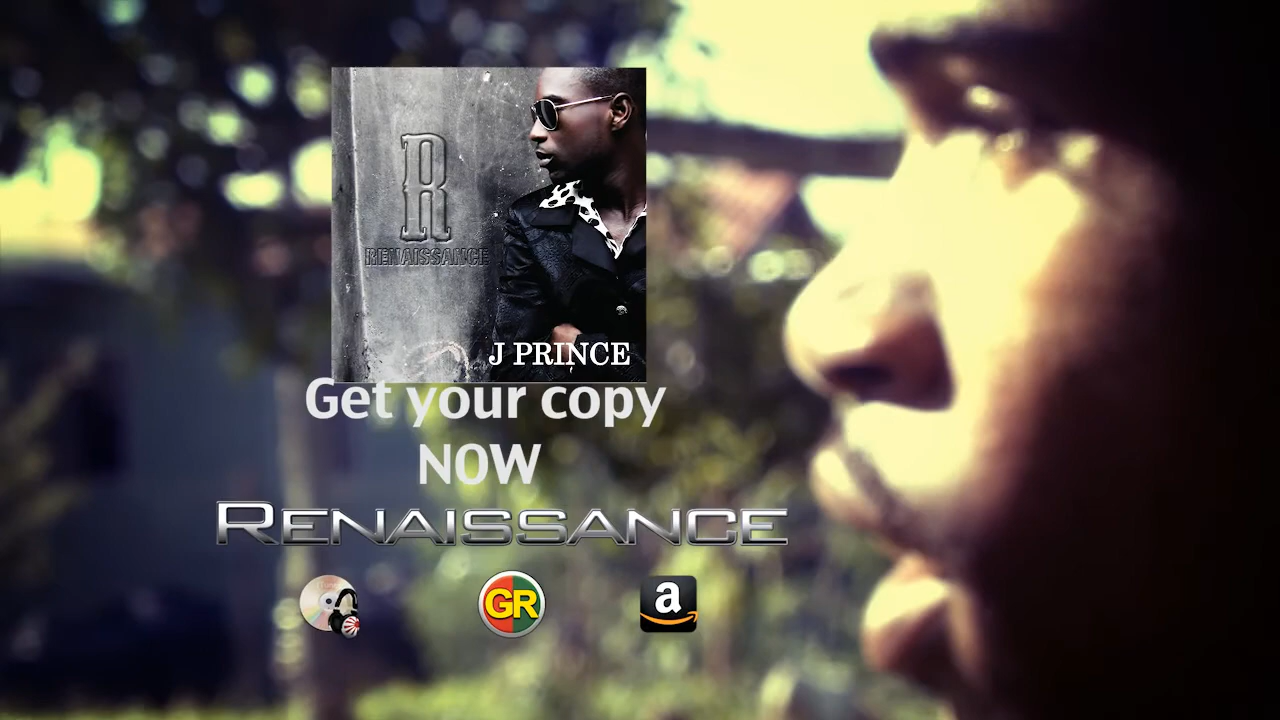 R
RENAISSANCE
J PRINCE
Get your copy
NOW
RENAISSANCE
GR
a